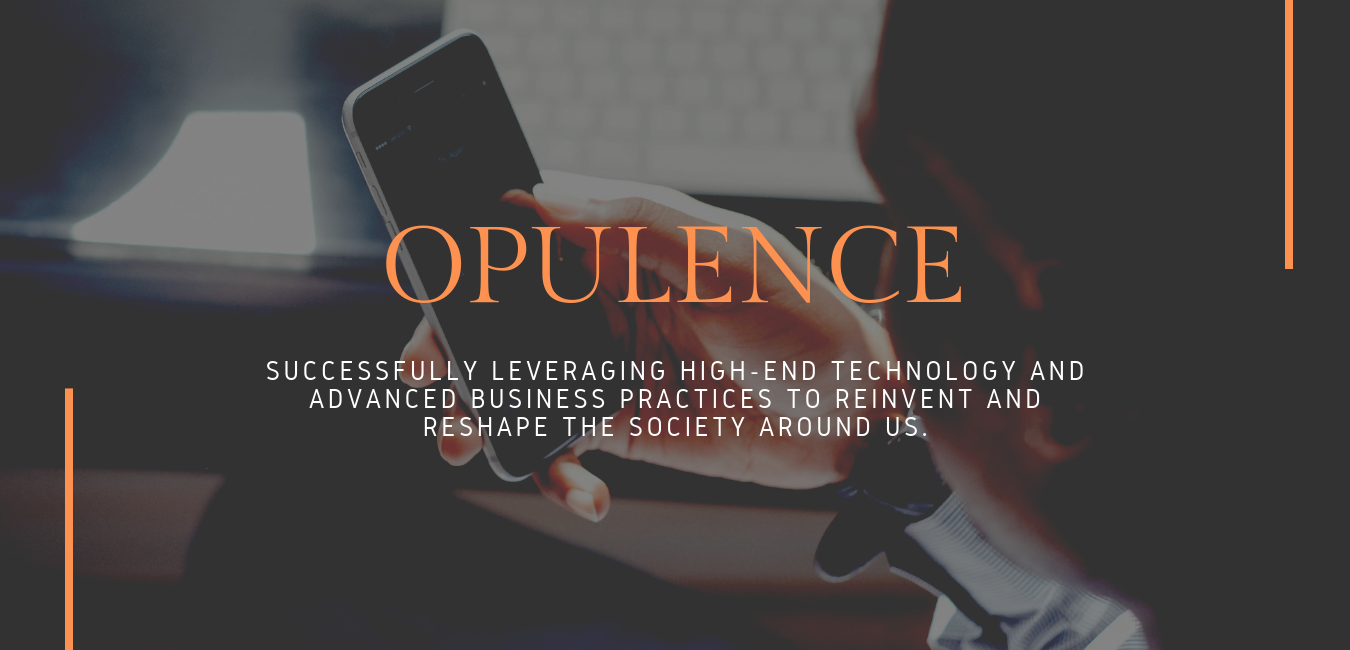 OPULENCE
SUCCESSFULLY LEVERAGING HIGH-END TECHNOLOGY AND
ADVANCED BUSINESS PRACTICES TO REINVENT AND
RESHAPE THE SOCIETY AROUND US.